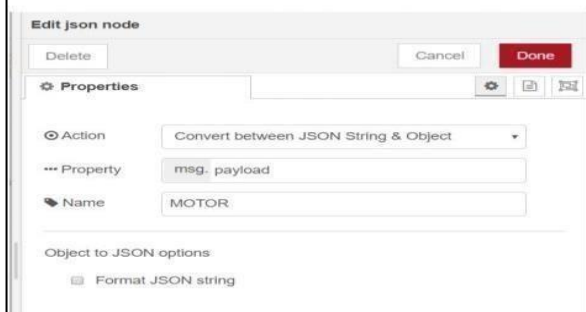 Edit json node
Delete Cancel Done
Properties
Action Convert between JSON String & Object
Property msg. payload
Name MOTOR
Object to JSON options
Format JSON string